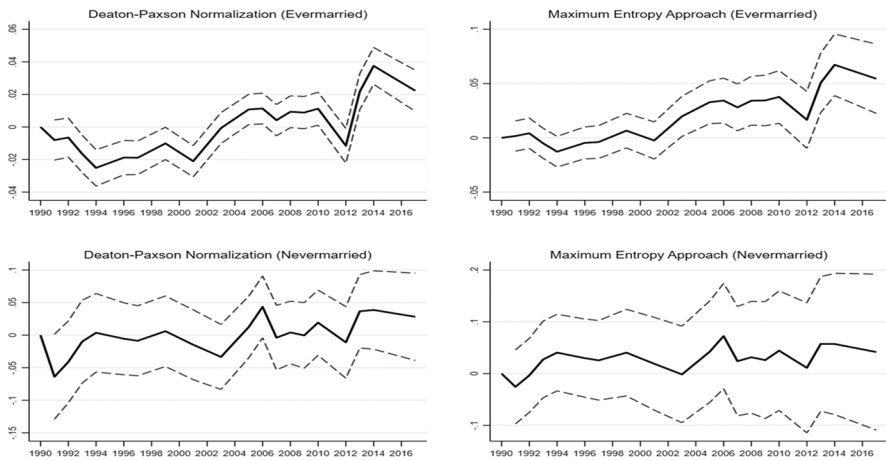 Deaton-Paxson Normalization (Evermarried)
.06
.04
.02
0
-.02
-.04
1990 1992 1994 1996 1998 2000 2002 2004 2006 2008 2010 2012 2014 2016
Maximum Entropy Approach (Evermarried)
.1
.05
0
-.05
1990 1992 1994 1996 1998 2000 2002 2004 2006 2008 2010 2012 2014 2016
Deaton-Paxson Normalization (Nevermarried)
.1
.05
0
-.05
-.1
-.15
1990 1992 1994 1996 1998 2000 2002 2004 2006 2008 2010 2012 2014 2016
Maximum Entropy Approach (Nevermarried)
.2
.1
0
-.1
1990 1992 1994 1996 1998 2000 2002 2004 2006 2008 2010 2012 2014 2016